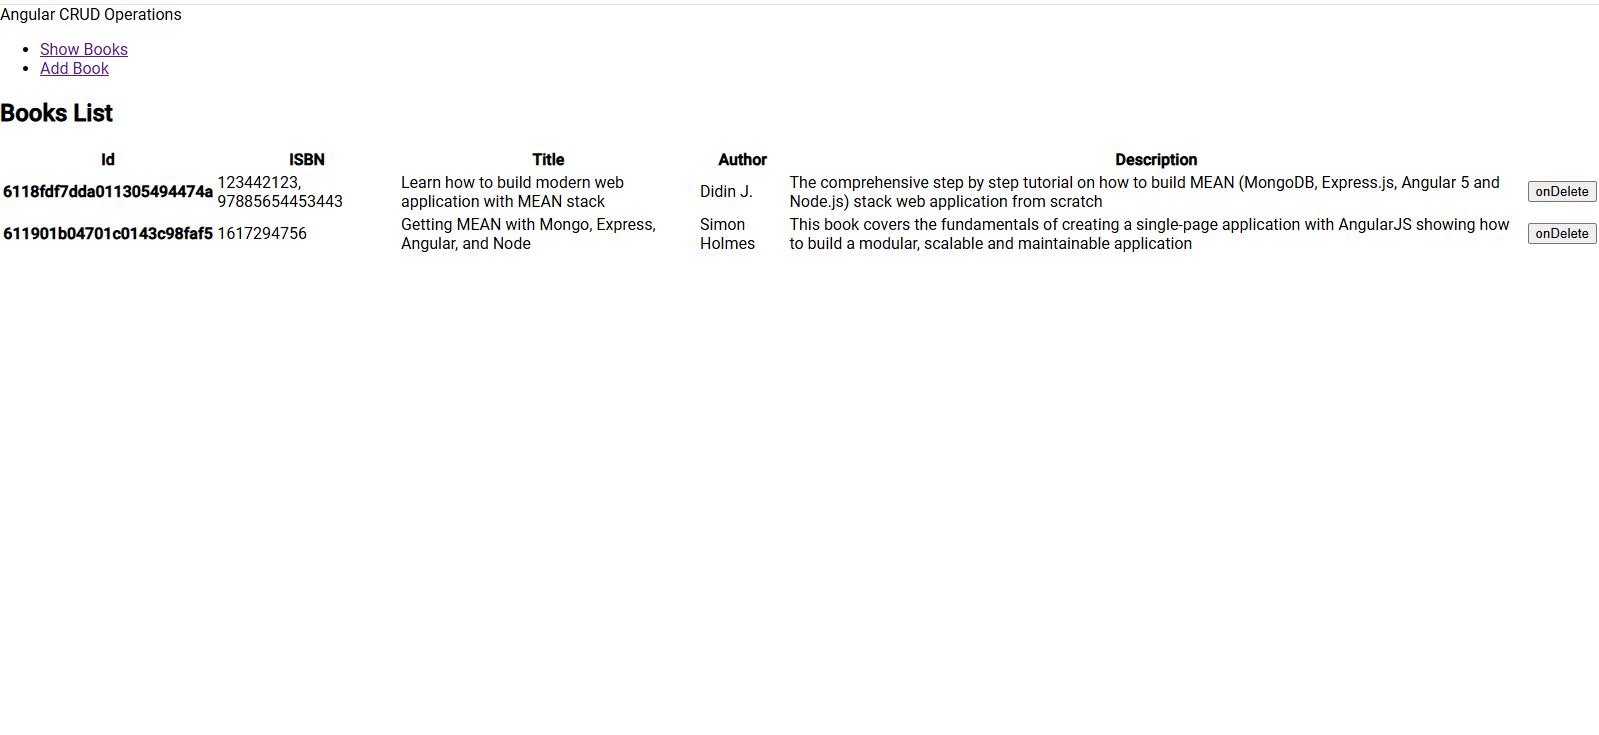 Angular CRUD Operations
Show Books
Add Book
Books List
Id ISBN Title Author Description
6118fdf7dda011305494474a 123442123, 97885654453443 Learn how to build modern web application with MEAN stack Didin J. The comprehensive step by step tutorial on how to build MEAN (MongoDB, Express.js, Angular 5 and Node.js) stack web application from scratch onDelete
611901b04701c0143c98faf5 1617294756 Getting MEAN with Mongo, Express, Angular, and Node Simon Holmes This book covers the fundamentals of creating a single-page application with AngularJS showing how to build a modular, scalable and maintainable application onDelete